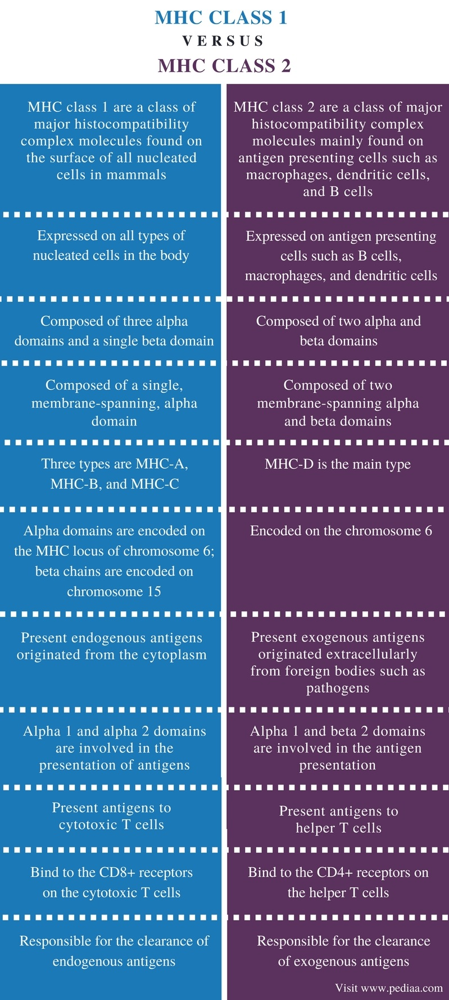 MHC CLASS 1
VERSUS
MHC CLASS 2
MHC class 1 are a class of
major histocompatibility
complex molecules found on
the surface of all nucleated
cells in mammals
MHC class 2 are a class of major
histocompatibility complex
molecules mainly found on
antigen presenting cells such as
macrophages, dendritic cells,
and B cells
Expressed on all types of
nucleated cells in the body
Expressed on antigen presenting
cells such as B cells,
macrophages, and dendritic cells
Composed of three alpha
domains and a single beta domain
Composed of two alpha and
beta domains
Composed of a single,
membrane-spanning, alpha
domain
Composed of two
membrane-spanning alpha
and beta domains
Three types are MHC-A,
MHC-B, and MHC-C
MHC-D is the main type
Alpha domains are encoded on
the MHC locus of chromosome 6;
beta chains are encoded on
chromosome 15
Encoded on the chromosome 6
Present endogenous antigens
originated from the cytoplasm
Present exogenous antigens
originated extracellularly
from foreign bodies such as
pathogens
Alpha 1 and alpha 2 domains
are involved in the
presentation of antigens
Alpha 1 and beta 2 domains
are involved in the antigen
presentation
Present antigens to
cytotoxic T cells
Present antigens to
helper T cells
Bind to the CD8+ receptors
on the cytotoxic T cells
Bind to the CD4+ receptors on
the helper T cells
Responsible for the clearance of
endogenous antigens
Responsible for the clearance
of exogenous antigens
Visit www.pediaa.com